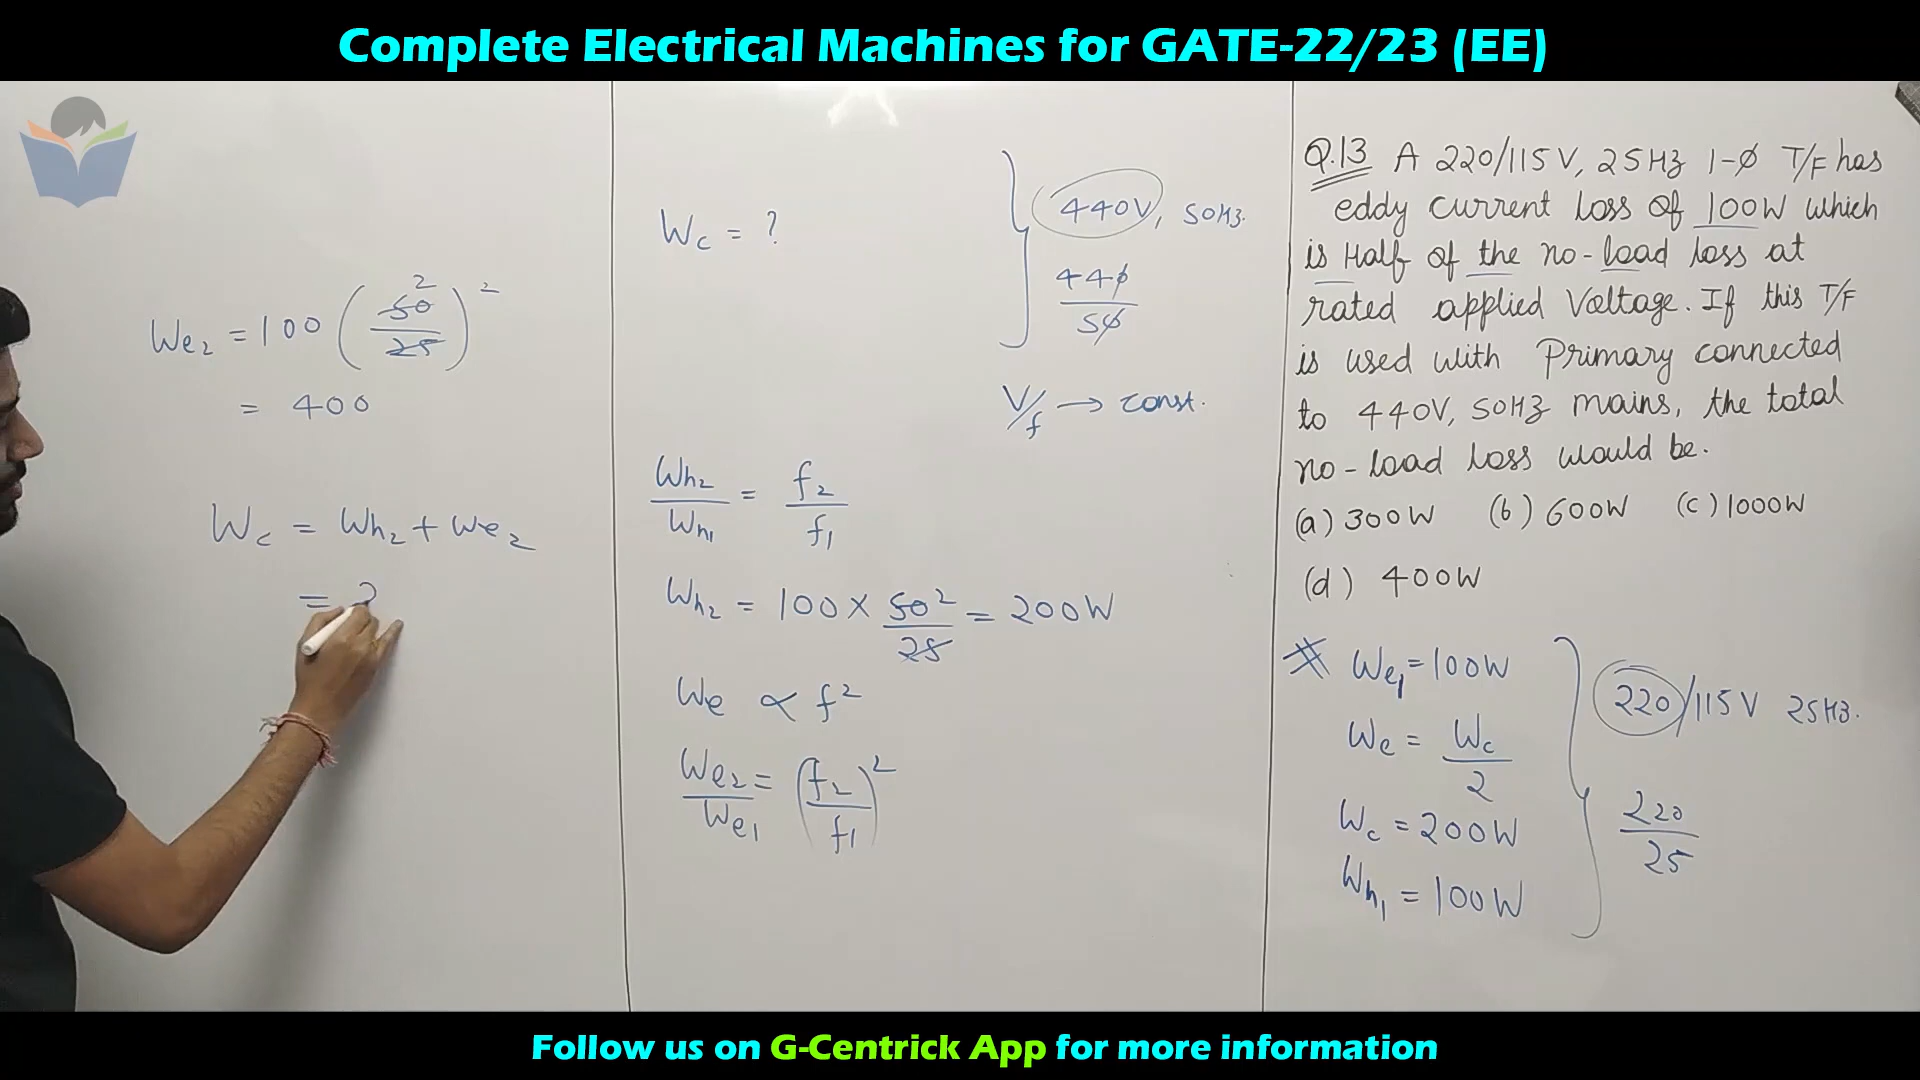 Complete Electrical Machines for GATE-22/23 (EE)
We2 = 100 (50/25)^2
2
= 400
Wc = Wh2 + We2
=
Wc = ?
440V, 50Hz.
440/50
V/f → const.
Wh2/Wh1 = f2/f1
Wh2 = 100 × 50/25 2 = 200W
We ∝ f^2
We2/We1 = (f2/f1)^2
Q.13 A 220/115V, 25Hz 1-Φ T/F has
eddy current loss of 100W which
is Half of the no-load loss at
rated applied Voltage. If this T/F
is used with Primary connected
to 440V, 50Hz mains, the total
no-load loss would be.
(a) 300W (b) 600W (c) 1000W
(d) 400W
We1 = 100W
We = Wc/2
Wc = 200W
Wh1 = 100W
220/115V 25Hz.
220/25
Follow us on G-Centrick App for more information